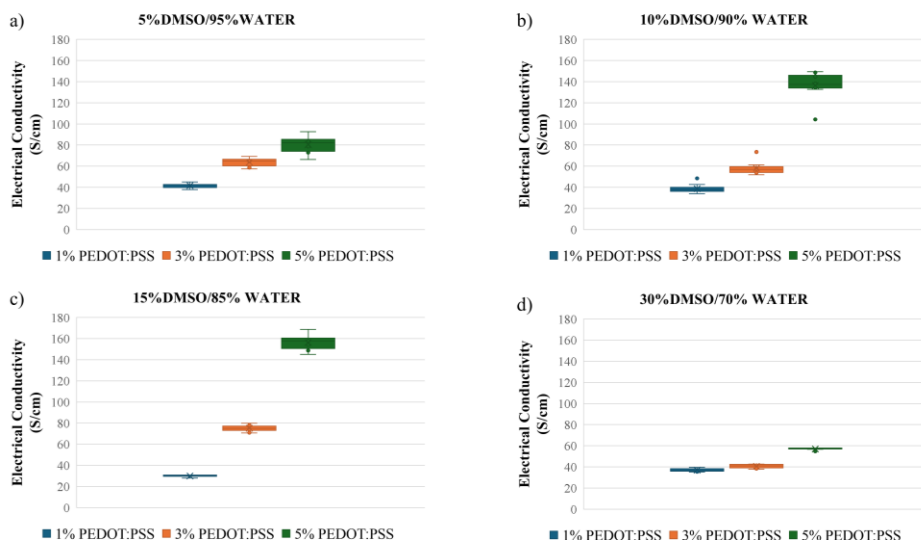 a)
5%DMSO/95%WATER
Electrical Conductivity
(S/cm)
180
160
140
120
100
80
60
40
20
0
1% PEDOT:PSS 3% PEDOT:PSS 5% PEDOT:PSS
b)
10%DMSO/90% WATER
Electrical Conductivity
(S/cm)
180
160
140
120
100
80
60
40
20
0
1% PEDOT:PSS 3% PEDOT:PSS 5% PEDOT:PSS
c)
15%DMSO/85% WATER
Electrical Conductivity
(S/cm)
180
160
140
120
100
80
60
40
20
0
1% PEDOT:PSS 3% PEDOT:PSS 5% PEDOT:PSS
d)
30%DMSO/70% WATER
Electrical Conductivity
(S/cm)
180
160
140
120
100
80
60
40
20
0
1% PEDOT:PSS 3% PEDOT:PSS 5% PEDOT:PSS